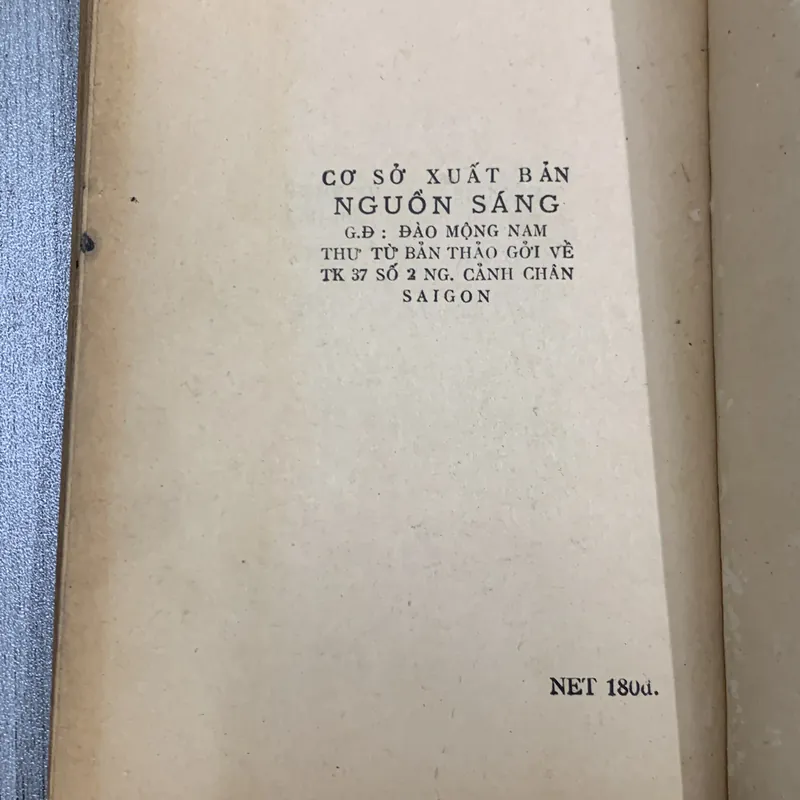 CƠ SỞ XUẤT BẢN
NGUỒN SÁNG
G.Đ : ĐÀO MỘNG NAM
THƯ TỪ BẢN THẢO GỞI VỀ
TK 37 SỐ 2 NG. CẢNH CHÂN
SAIGON
NET 180đ.